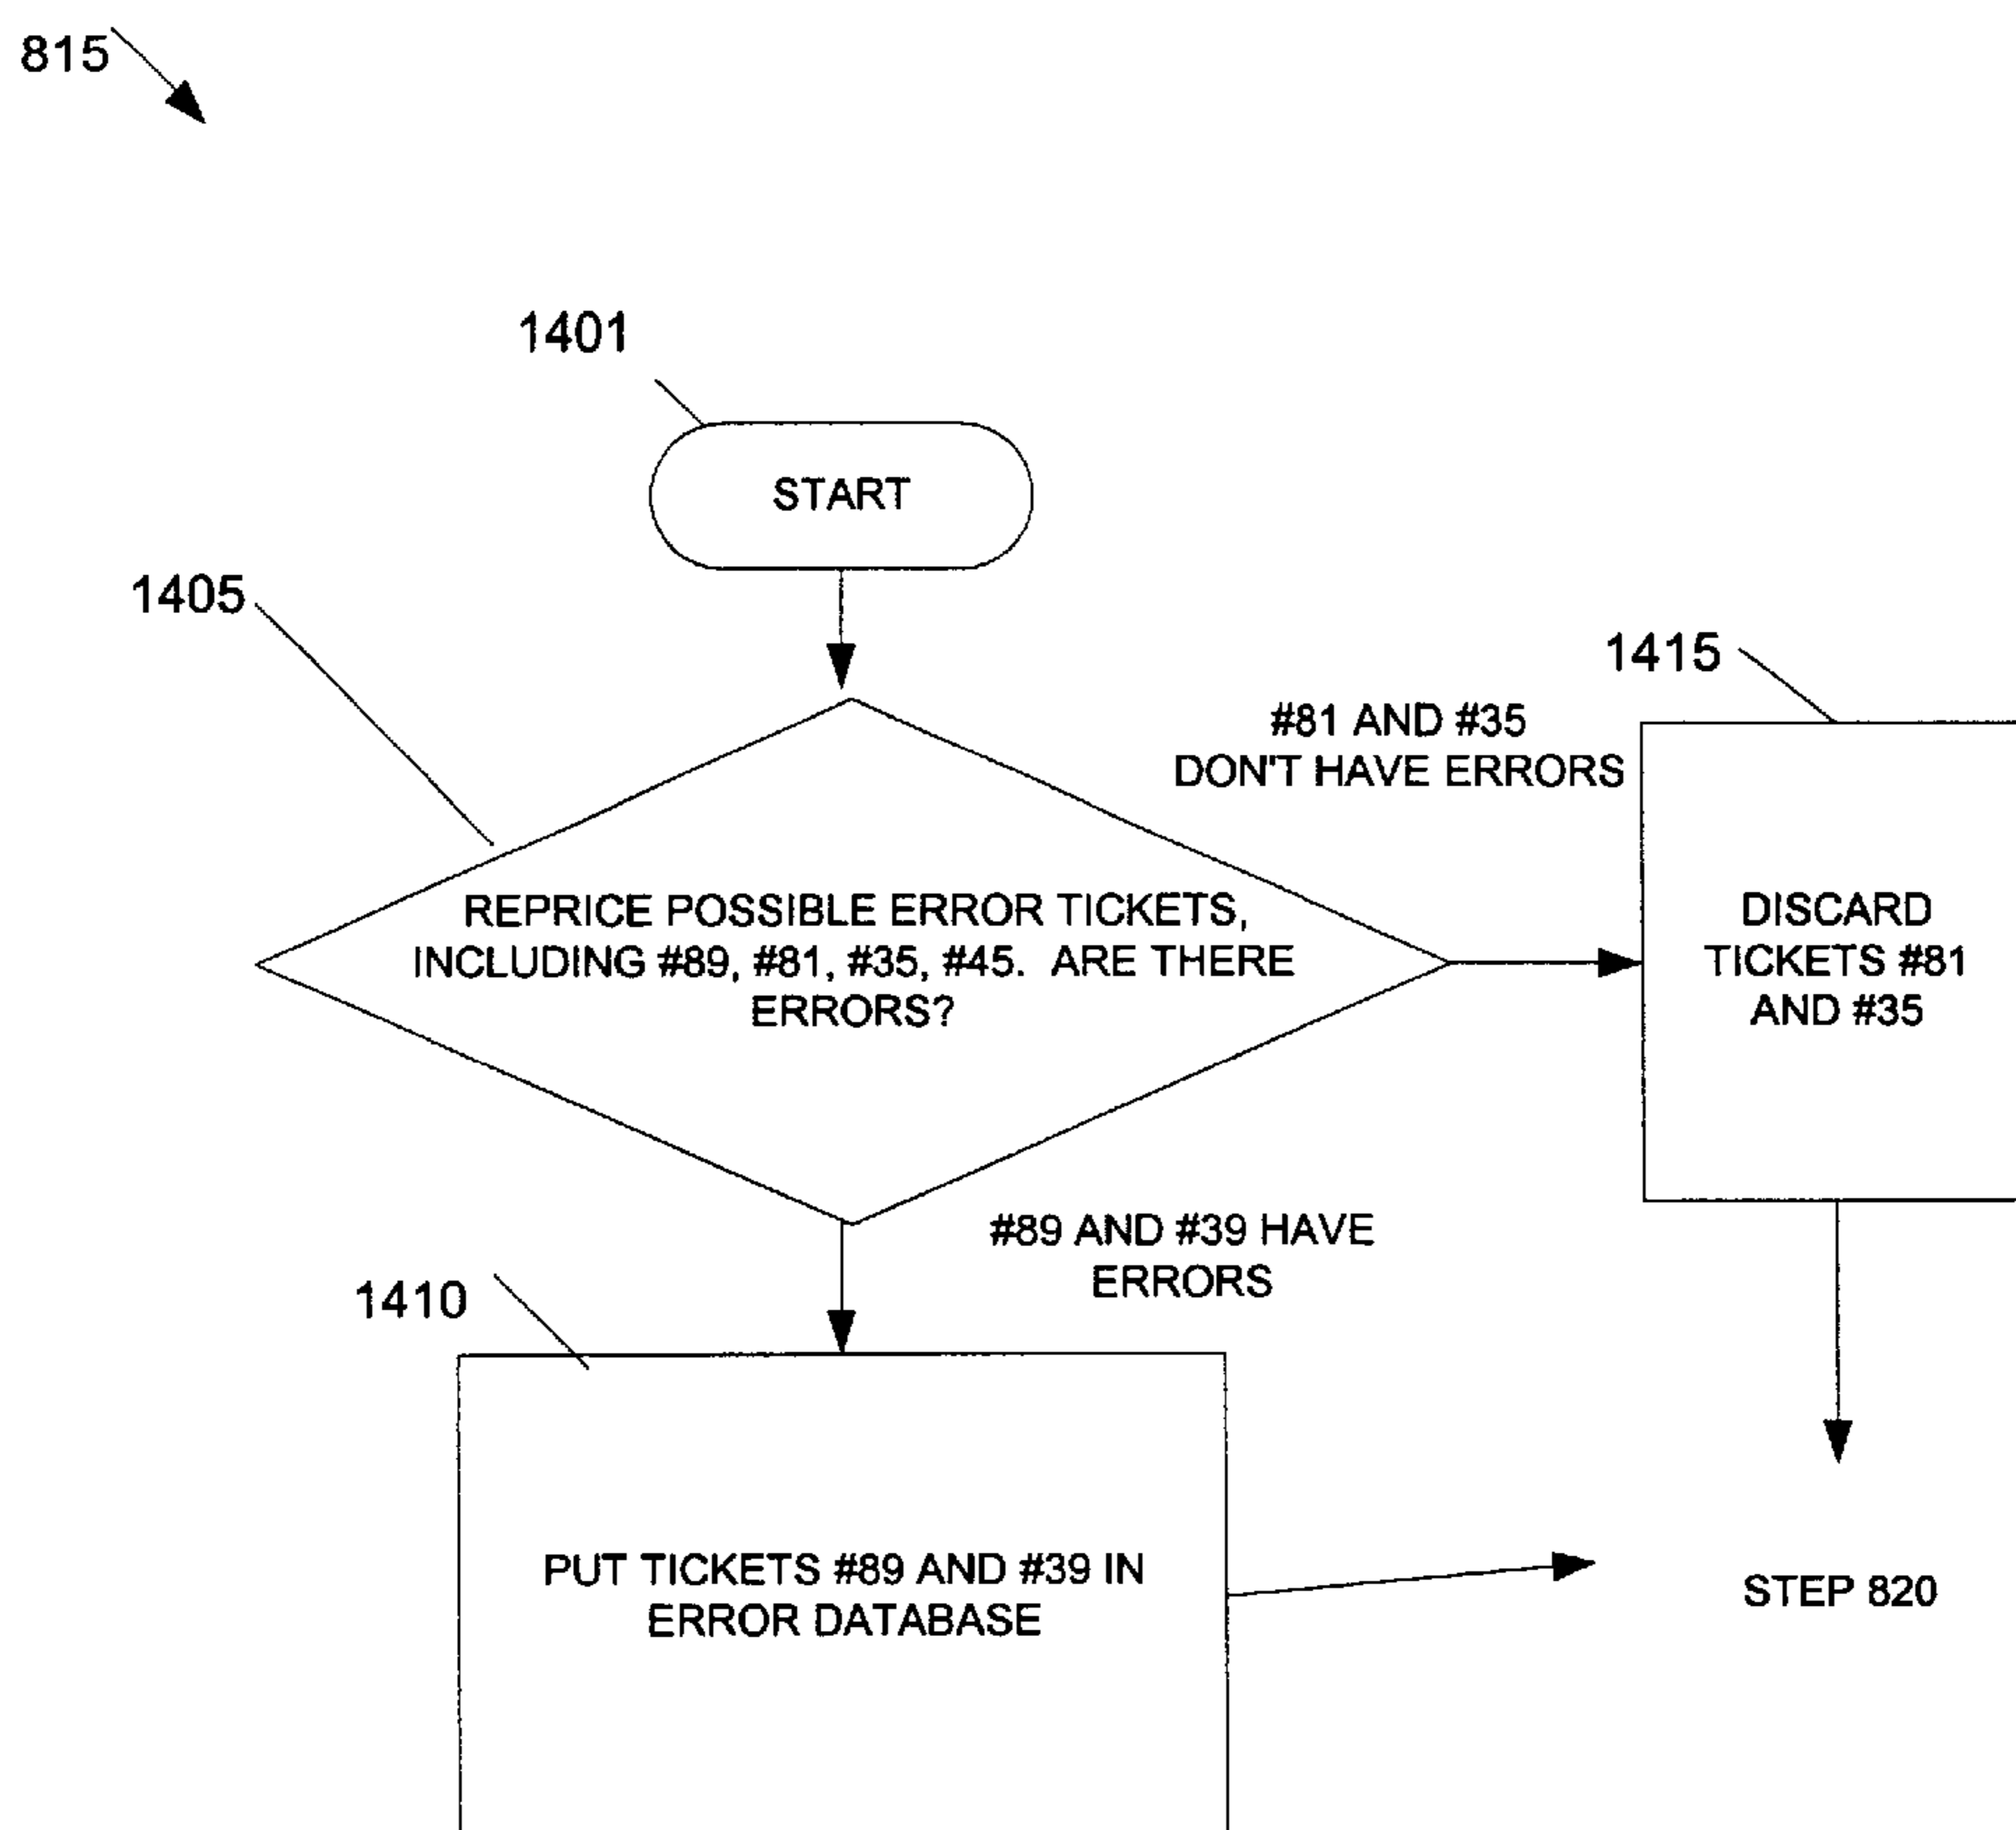 815
1401
START
1405
1415
#81 AND #35
DON'T HAVE ERRORS
REPRICE POSSIBLE ERROR TICKETS,
INCLUDING #89, #81, #35, #45. ARE THERE
ERRORS?
DISCARD
TICKETS #81
AND #35
#89 AND #39 HAVE
ERRORS
1410
PUT TICKETS #89 AND #39 IN
ERROR DATABASE
STEP 820